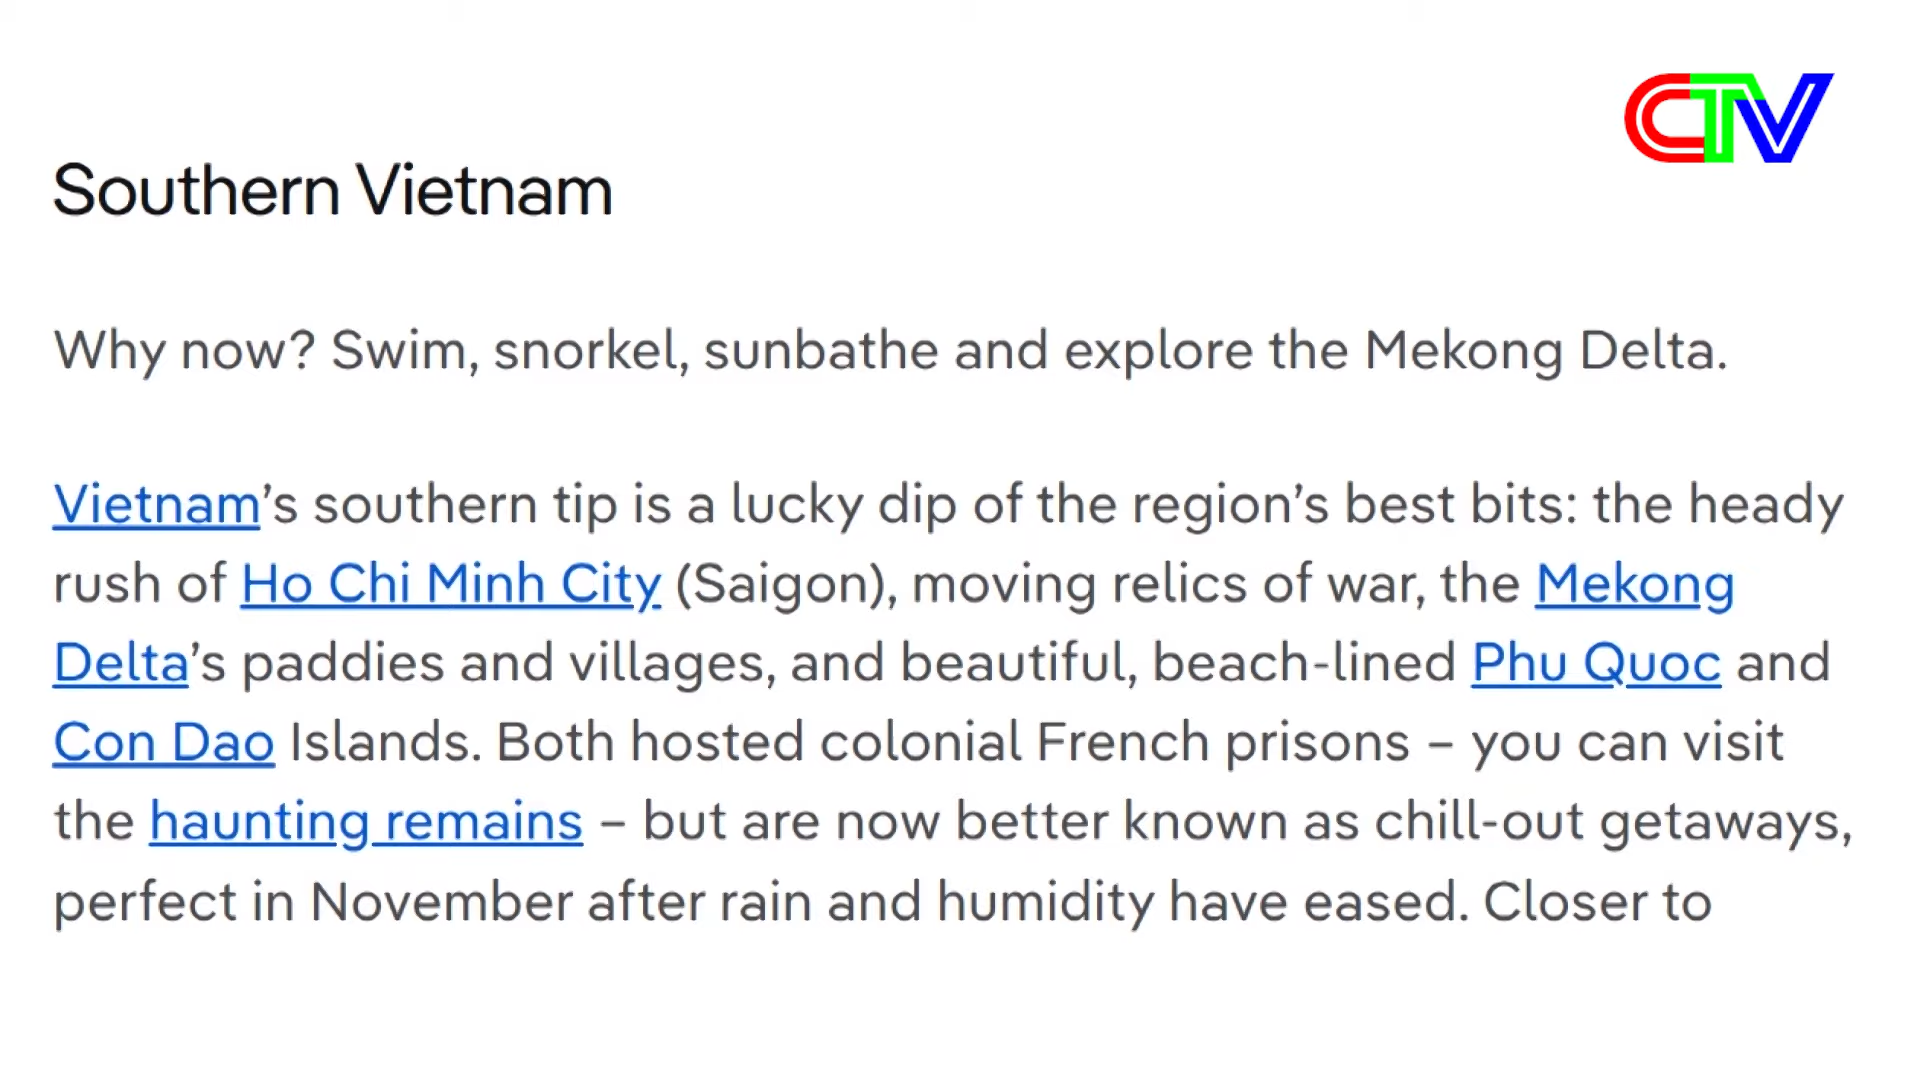 CTV
Southern Vietnam
Why now? Swim, snorkel, sunbathe and explore the Mekong Delta.
Vietnam’s southern tip is a lucky dip of the region’s best bits: the heady
rush of Ho Chi Minh City (Saigon), moving relics of war, the Mekong
Delta’s paddies and villages, and beautiful, beach-lined Phu Quoc and
Con Dao Islands. Both hosted colonial French prisons – you can visit
the haunting remains – but are now better known as chill-out getaways,
perfect in November after rain and humidity have eased. Closer to